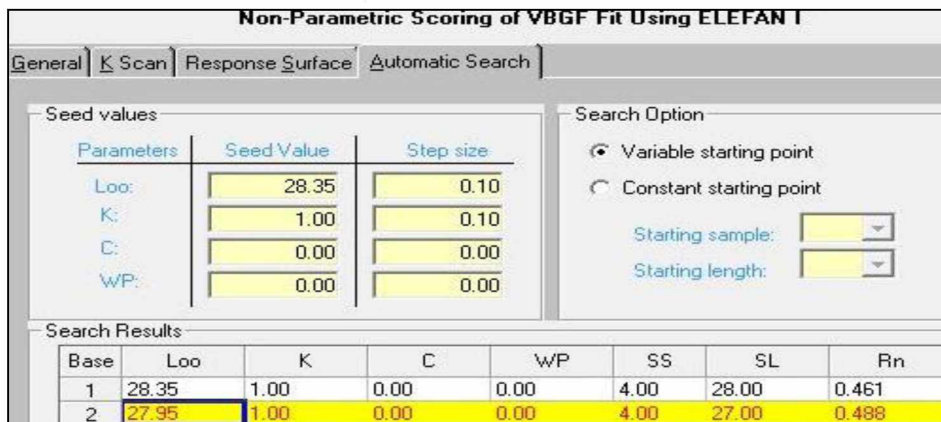 Non-Parametric Scoring of VBGF Fit Using ELEFAN I
General K Scan Response Surface Automatic Search
Seed values
Parameters Seed Value Step size
Loo: 28.35 0.10
K: 1.00 0.10
C: 0.00 0.00
WP: 0.00 0.00
Search Option
Variable starting point
Constant starting point
Starting sample:
Starting length:
Search Results
Base Loo K C WP SS SL Rn
1 28.35 1.00 0.00 0.00 4.00 28.00 0.461
2 27.95 1.00 0.00 0.00 4.00 27.00 0.488